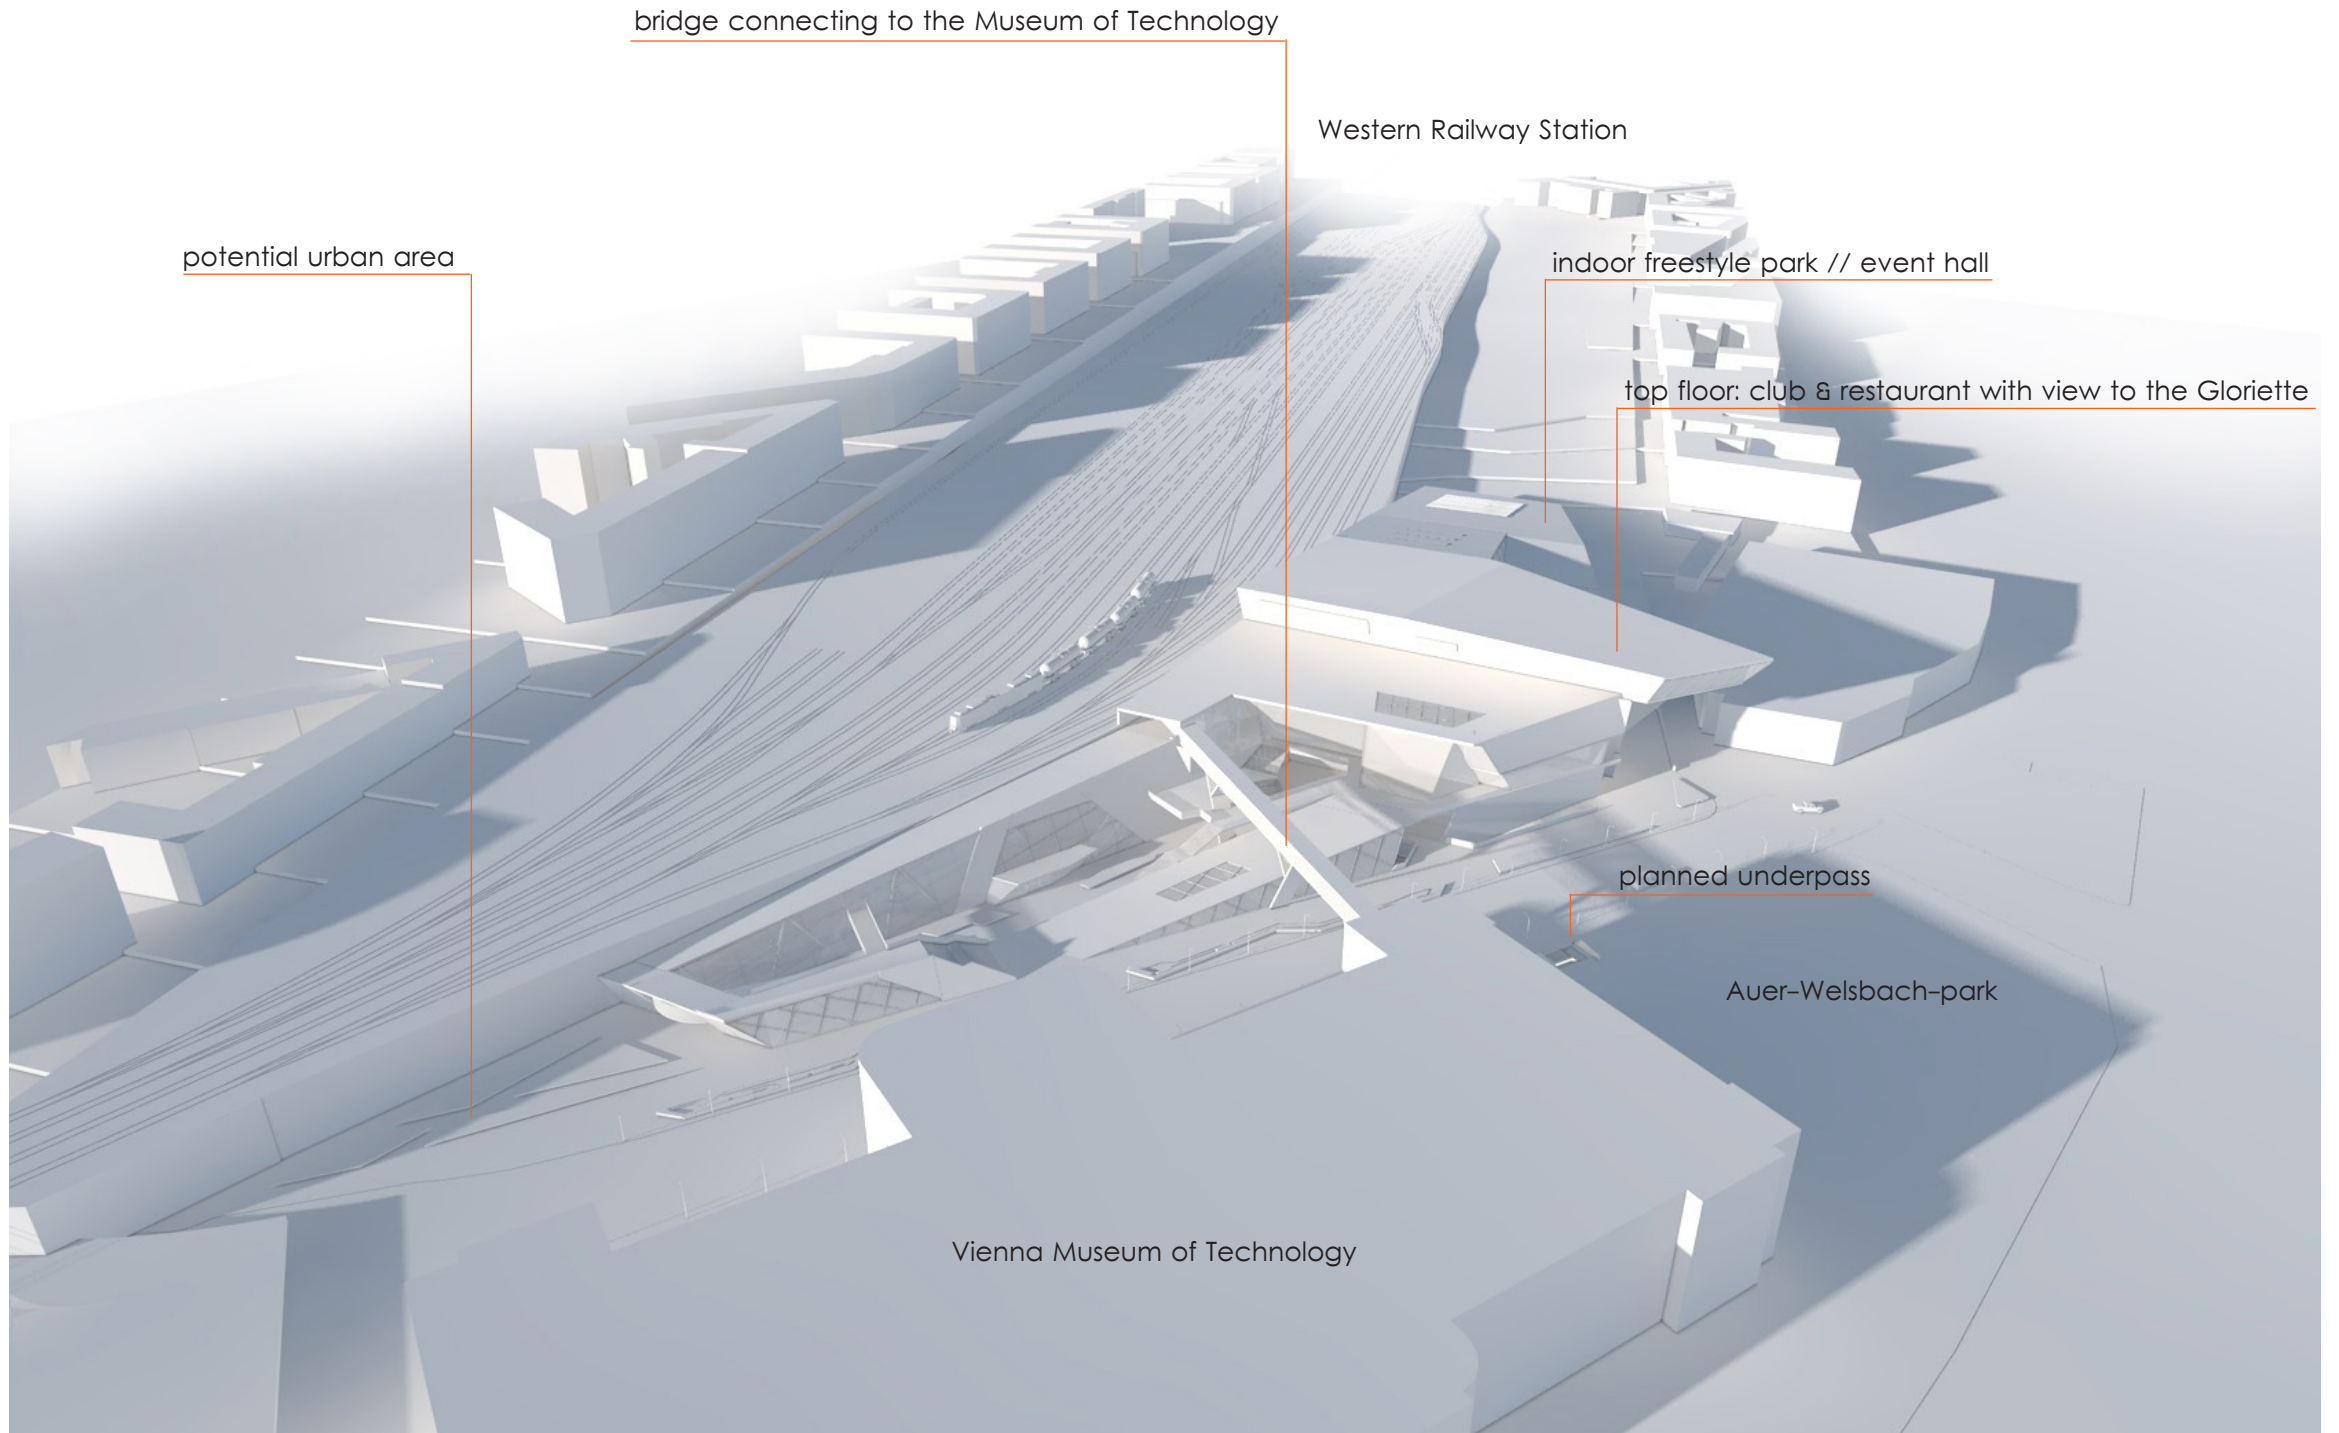 bridge connecting to the Museum of Technology
Western Railway Station
potential urban area
indoor freestyle park // event hall
top floor: club & restaurant with view to the Gloriette
planned underpass
Auer-Welsbach-park
Vienna Museum of Technology